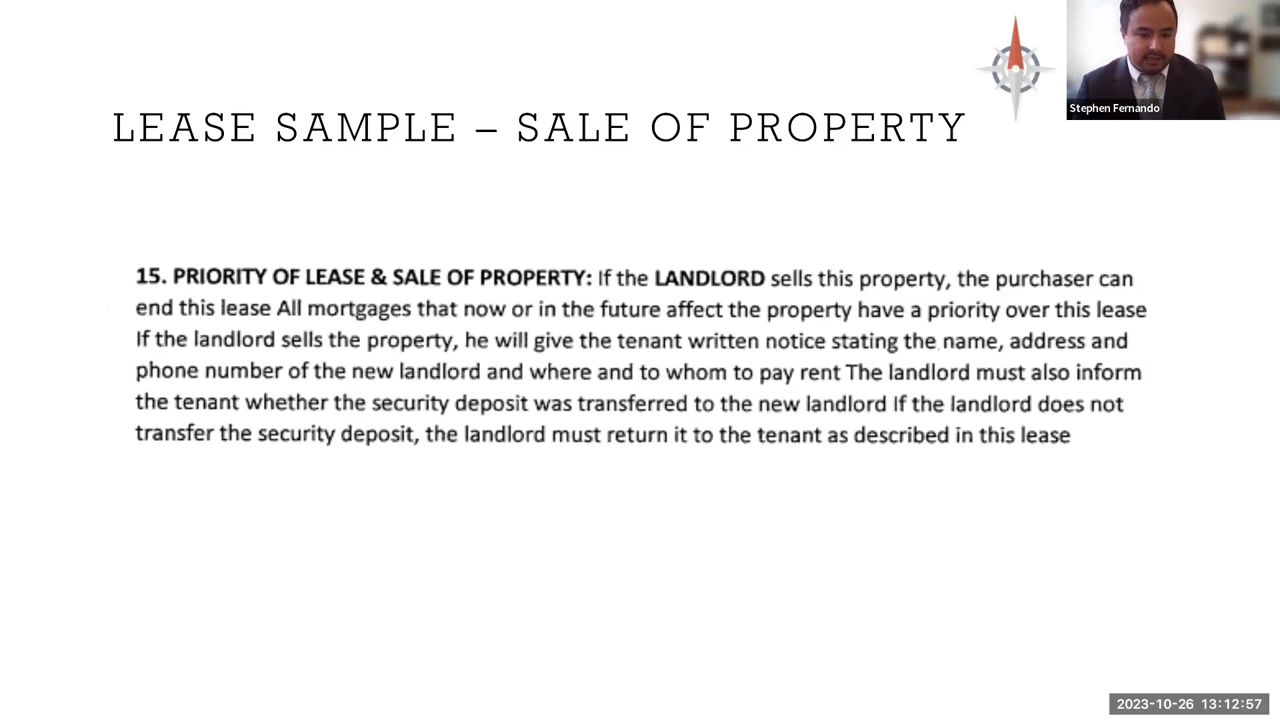 Stephen Fernando
LEASE SAMPLE – SALE OF PROPERTY
15. PRIORITY OF LEASE & SALE OF PROPERTY: If the LANDLORD sells this property, the purchaser can
end this lease All mortgages that now or in the future affect the property have a priority over this lease
If the landlord sells the property, he will give the tenant written notice stating the name, address and
phone number of the new landlord and where and to whom to pay rent The landlord must also inform
the tenant whether the security deposit was transferred to the new landlord If the landlord does not
transfer the security deposit, the landlord must return it to the tenant as described in this lease
2023-10-26 13:12:57